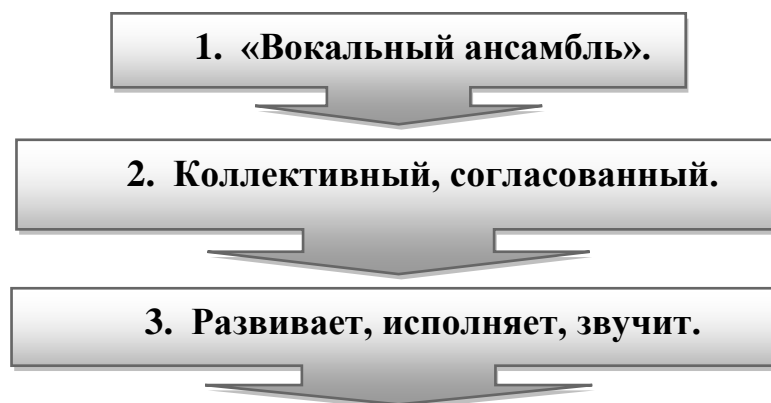 1. «Вокальный ансамбль».
2. Коллективный, согласованный.
3. Развивает, исполняет, звучит.